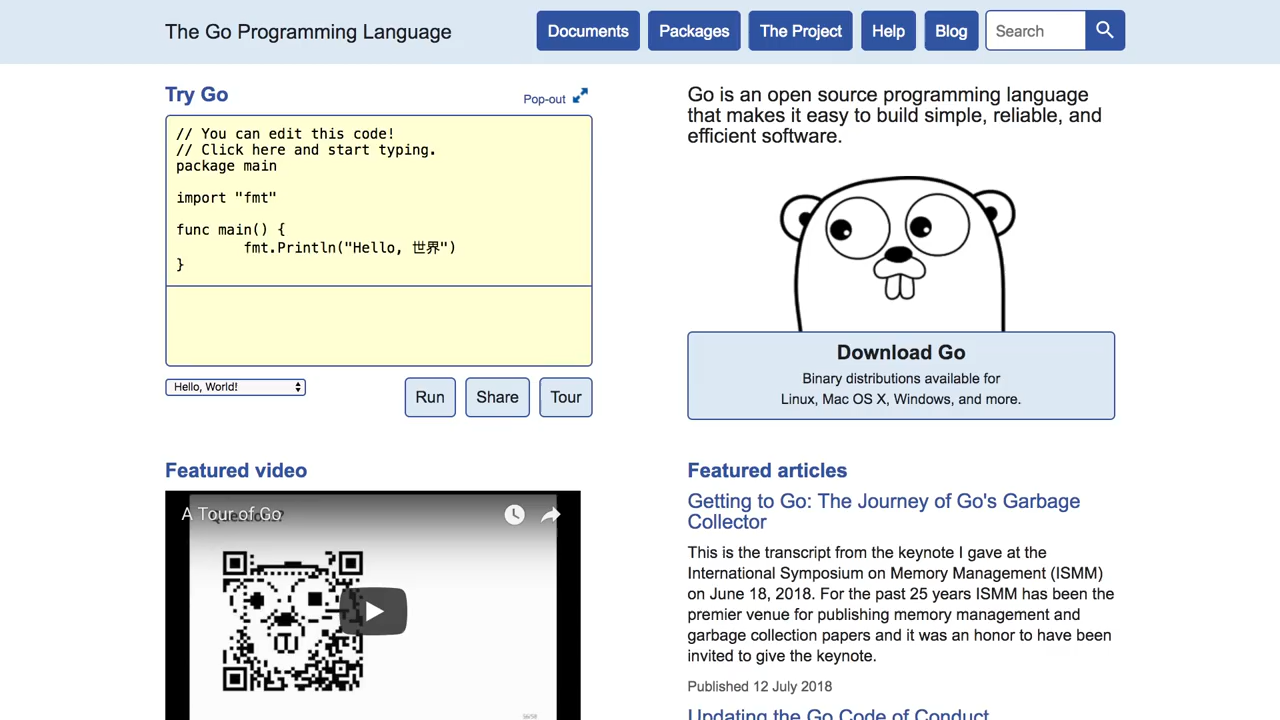 The Go Programming Language
Documents
Packages
The Project
Help
Blog
Search
Try Go
Pop-out
// You can edit this code!
// Click here and start typing.
package main
import "fmt"
func main() {
fmt.Println("Hello, 世界")
}
Hello, World!
Run
Share
Tour
Go is an open source programming language
that makes it easy to build simple, reliable, and
efficient software.
Download Go
Binary distributions available for
Linux, Mac OS X, Windows, and more.
Featured video
A Tour of Go
Featured articles
Getting to Go: The Journey of Go's Garbage
Collector
This is the transcript from the keynote I gave at the
International Symposium on Memory Management (ISMM)
on June 18, 2018. For the past 25 years ISMM has been the
premier venue for publishing memory management and
garbage collection papers and it was an honor to have been
invited to give the keynote.
Published 12 July 2018
Updating the Go Code of Conduct